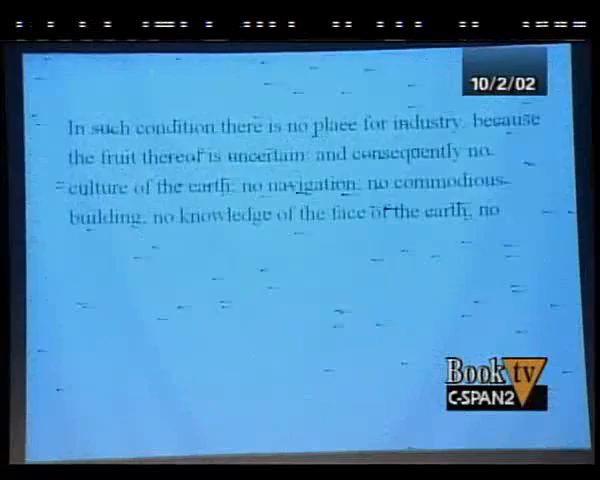 10/2/02
In such condition there is no place for industry, because
the fruit thereof is uncertain; and consequently no
culture of the earth; no navigation, no commodious
building, no knowledge of the face of the earth, no
Book tv
C-SPAN2